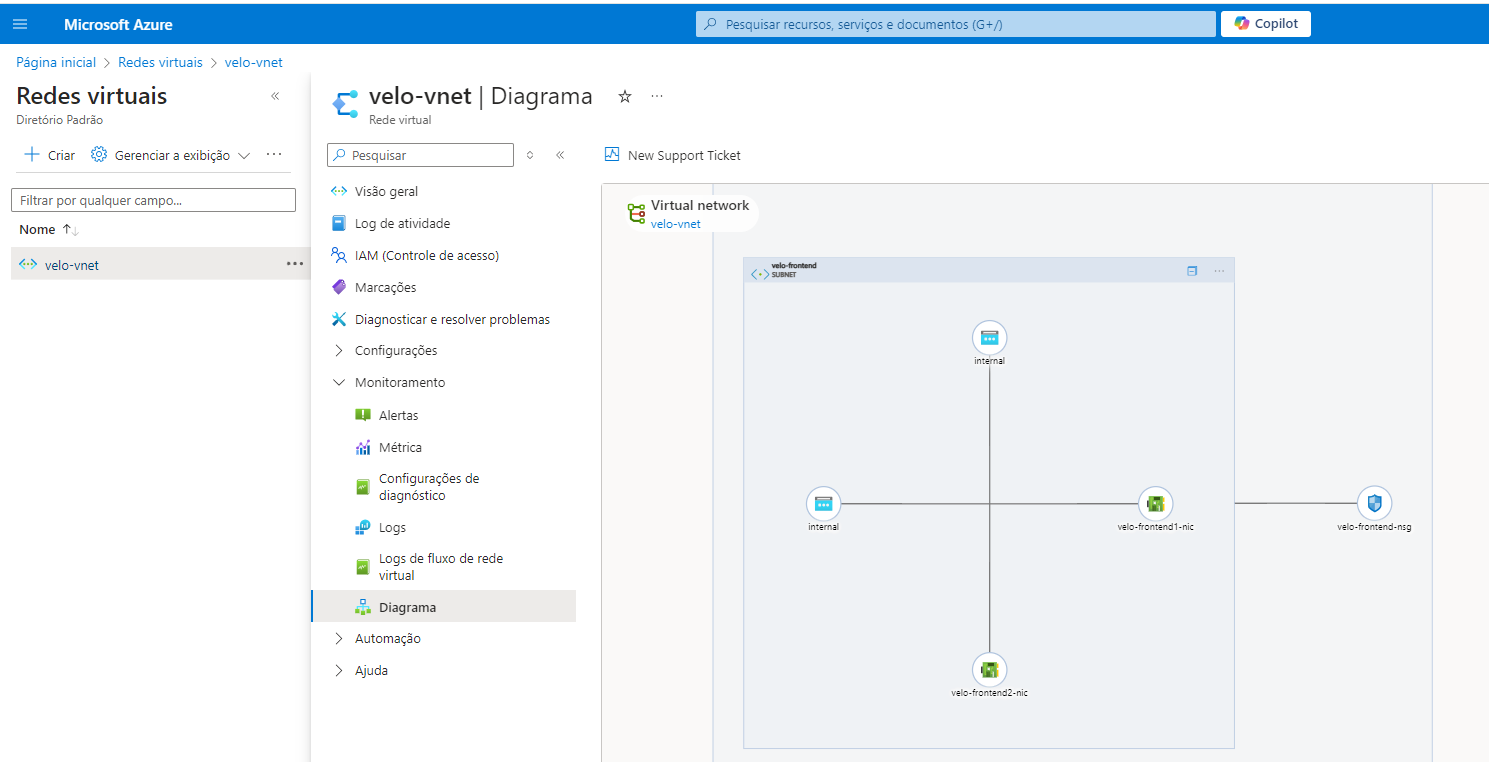 Microsoft Azure
Pesquisar recursos, serviços e documentos (G+/)
Copilot
Página inicial > Redes virtuais > velo-vnet
Redes virtuais
Diretório Padrão
Criar
Gerenciar a exibição
Filtrar por qualquer campo...
Nome
velo-vnet
velo-vnet | Diagrama
Rede virtual
Pesquisar
Visão geral
Log de atividade
IAM (Controle de acesso)
Marcações
Diagnosticar e resolver problemas
Configurações
Monitoramento
Alertas
Métrica
Configurações de
diagnóstico
Logs
Logs de fluxo de rede
virtual
Diagrama
Automação
Ajuda
New Support Ticket
Virtual network
velo-vnet
velo-frontend
SUBNET
internal
internal
velo-frontend1-nic
velo-frontend-nsg
velo-frontend2-nic